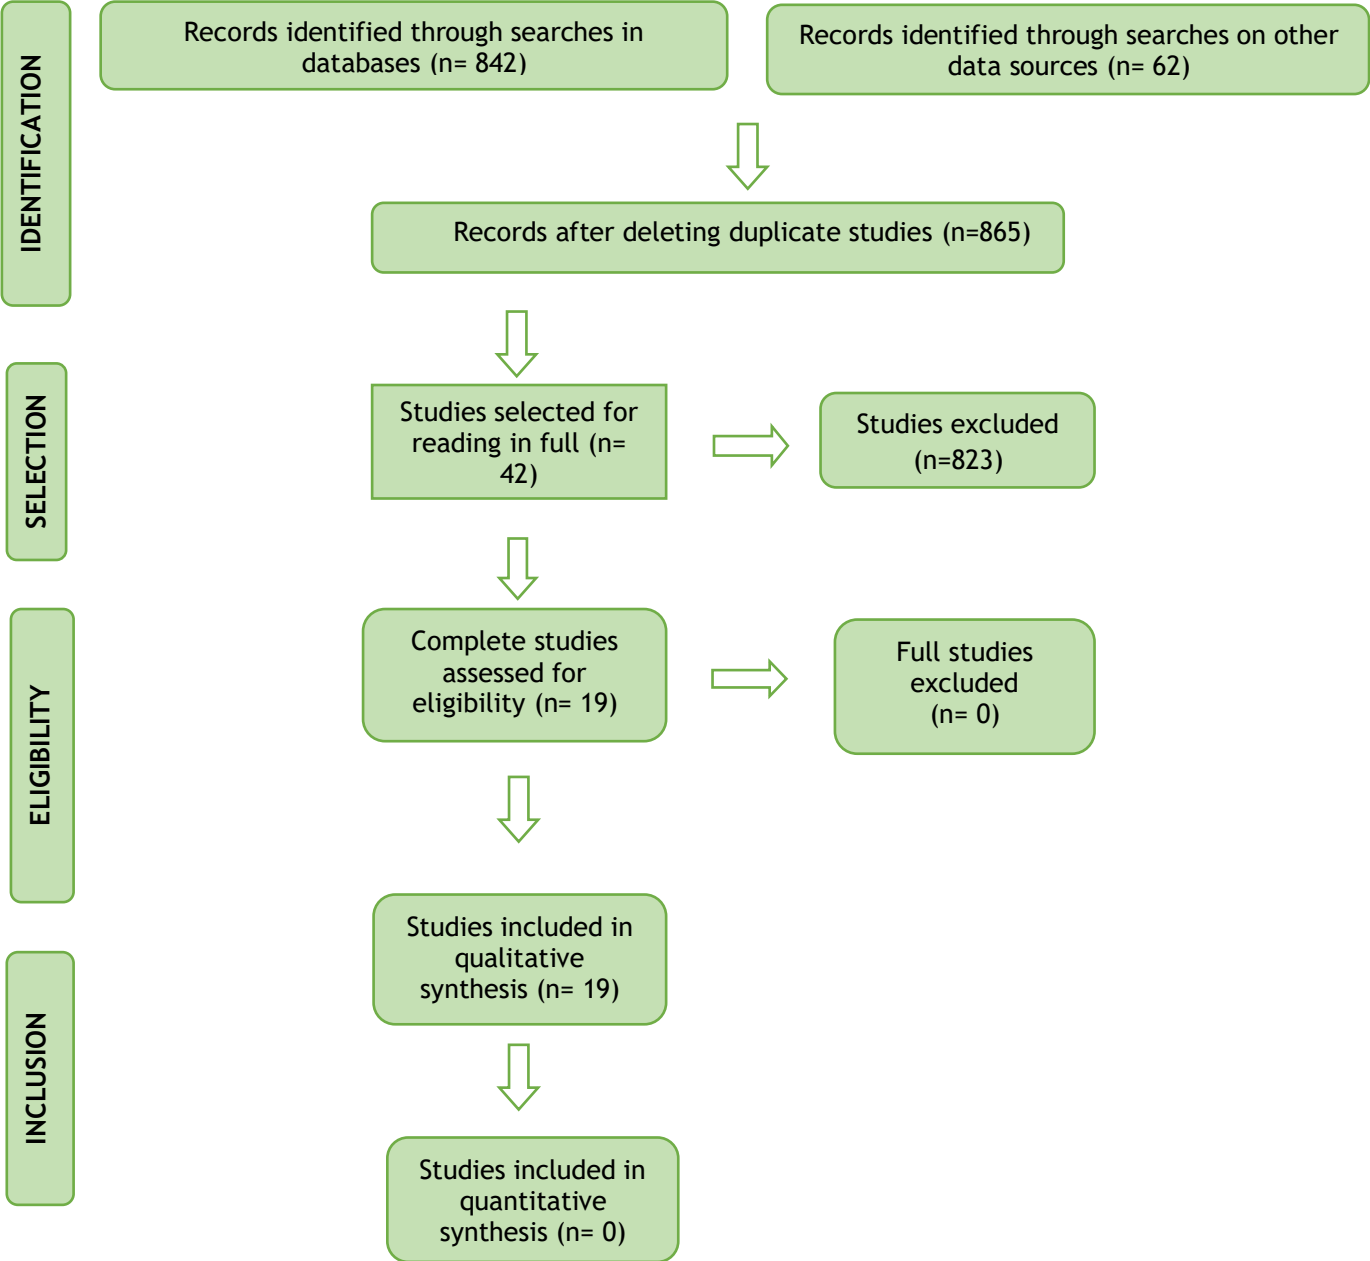 IDENTIFICATION
Records identified through searches in
databases (n= 842)
Records identified through searches on other
data sources (n= 62)
Records after deleting duplicate studies (n=865)
SELECTION
Studies selected for
reading in full (n=
42)
Studies excluded
(n=823)
ELIGIBILITY
Complete studies
assessed for
eligibility (n= 19)
Full studies
excluded
(n= 0)
INCLUSION
Studies included in
qualitative
synthesis (n= 19)
Studies included in
quantitative
synthesis (n= 0)